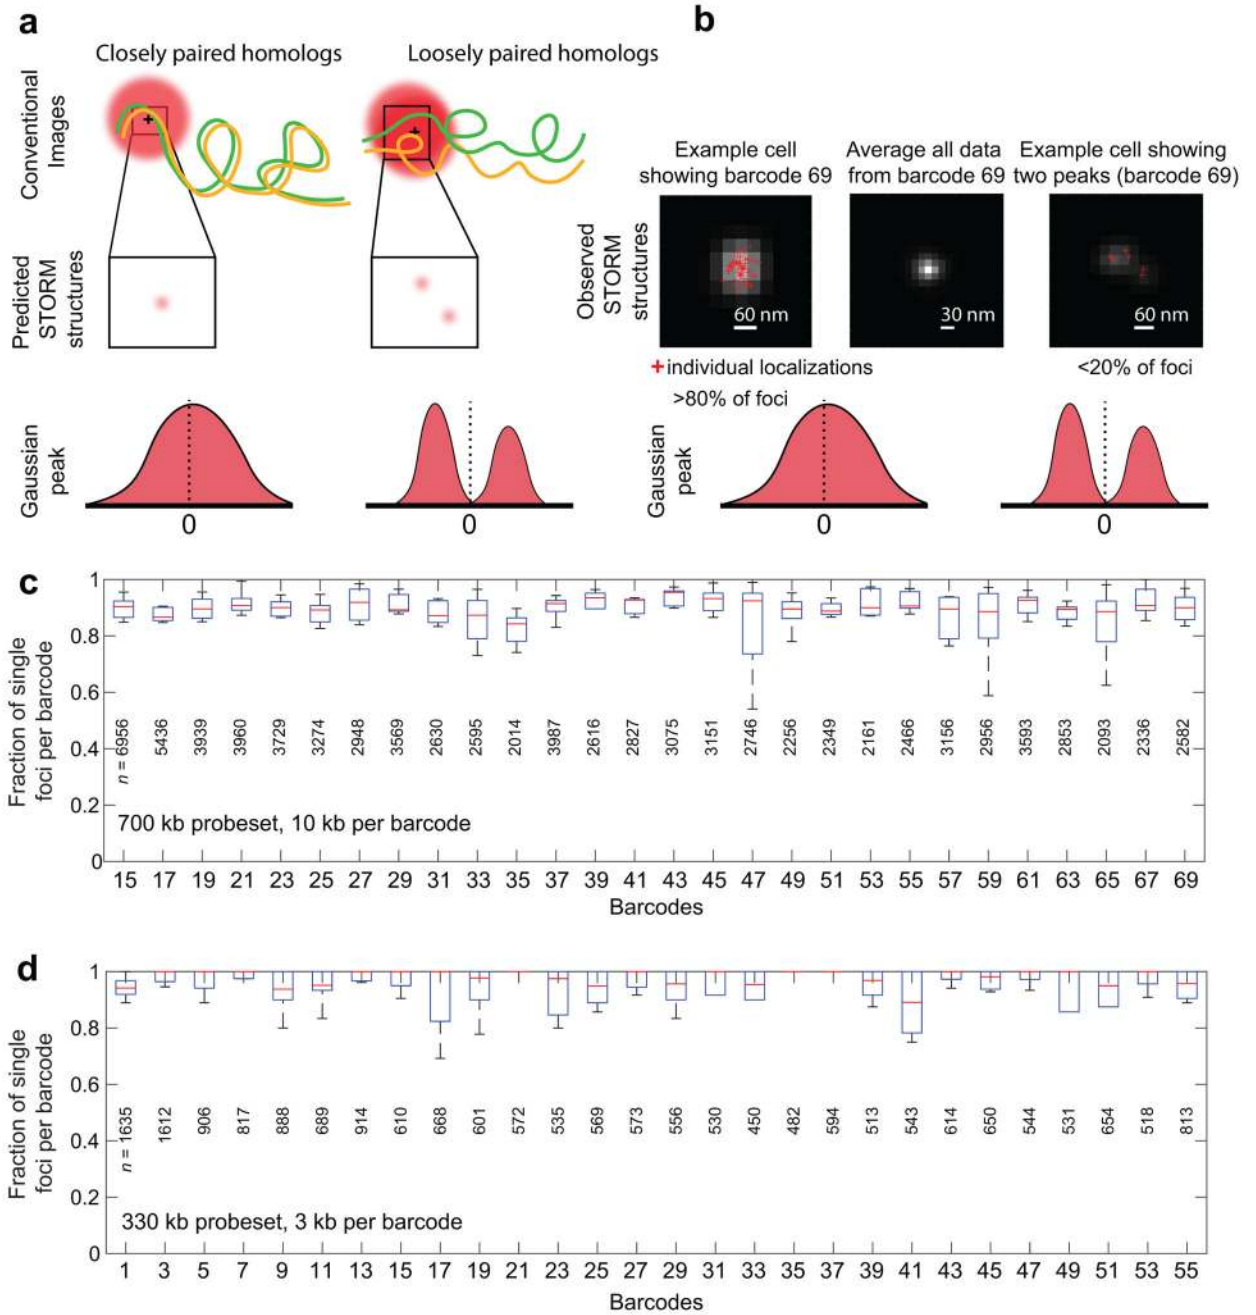 a
Closely paired homologs
Loosely paired homologs
Conventional
Images
Predicted
STORM
structures
Gaussian
peak
0
0
b
Example cell
showing barcode 69
Average all data
from barcode 69
Example cell showing
two peaks (barcode 69)
Observed
STORM
structures
60 nm
30 nm
60 nm
+individual localizations
>80% of foci
<20% of foci
Gaussian
peak
0
0
c
Fraction of single
foci per barcode
1
0.8
0.6
0.4
0.2
0
n = 6956 5436 3939 3960 3729 3274 2948 3569 2630 2595 2014 3987 2616 2827 3075 3151 2746 2256 2349 2161 2466 3156 2956 3593 2853 2093 2336 2582
700 kb probeset, 10 kb per barcode
15 17 19 21 23 25 27 29 31 33 35 37 39 41 43 45 47 49 51 53 55 57 59 61 63 65 67 69
Barcodes
d
Fraction of single
foci per barcode
1
0.8
0.6
0.4
0.2
0
n = 1635 1612 906 817 888 689 914 610 668 601 572 535 569 573 556 530 450 482 594 513 543 614 650 544 531 654 518 813
330 kb probeset, 3 kb per barcode
1 3 5 7 9 11 13 15 17 19 21 23 25 27 29 31 33 35 37 39 41 43 45 47 49 51 53 55
Barcodes